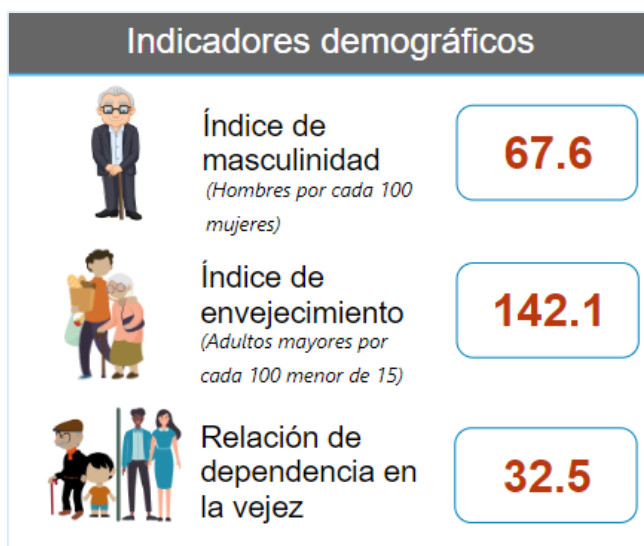 Indicadores demográficos
Índice de
masculinidad
(Hombres por cada 100
mujeres)
67.6
Índice de
envejecimiento
(Adultos mayores por
cada 100 menor de 15)
142.1
Relación de
dependencia en
la vejez
32.5